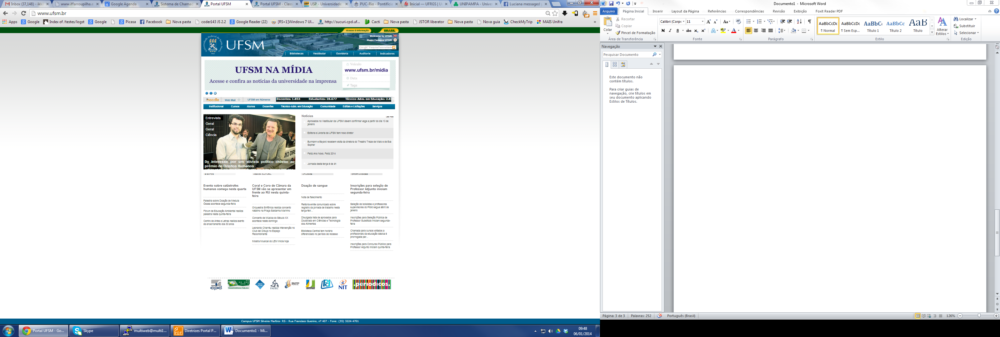 Inbox (37,148) - ikki
www.iffarroupilha.e
Google Agenda
Sistema de Chamad
Portal UFSM
Portal UFSM - Class
USP - Universidade
PUC-Rio - Pontifícia
Inicial — UFRGS | U
UNIPAMPA - Univer
Luciana messaged y
www.ufsm.br
Apps
Google
Index of /testes/logst
Google
Picasa
Facebook
Nova pasta
coder143 JS 2.2
Google Reader (22)
[RS+1]Windows 7 Ul...
http://sucuri.cpd.uf...
Cacti
Nova pasta
JSTOR liberator
Nova pasta
Nova guia
CheckMyTrip
MAIS Unifra
»
Acesso à Informação
BRASIL
UFSM
Welcome to UFSM
Mapa Campus UFSM
Google Pesquisa Personalizada
Bibliotecas
Vestibular
Ouvidoria
Auditoria
Indicadores
UFSM NA MÍDIA
Acesse e confira as notícias da universidade na imprensa
Veículo
www.ufsm.br/midia
Data
Tags
moodle
Web Mail
UFSM em Números
Docentes: 1.853
Estudantes: 28.677
Técnico-Adm. em Educação: 2.8
Institucional
Cursos
Alunos
Docentes
Técnico-Adm. em Educação
Comunidade
Editais e Licitações
Serviços
Entrevista
Geral
Geral
Ciência
Do interesse por um ativista político chileno ao
prêmio de Direitos Humanos
Notícias
Leia mais
Aprovados no Vestibular da UFSM devem confirmar vaga a partir do dia 13 de
janeiro
Editora e Livraria da UFSM tem novo diretor
Burmann e Bayard recebem visita da diretora do Theatro Treze de Maio e de Eva
Sopher
Feliz Ano Novo, Feliz 2014
Jornada desta terça é de 4h
EVENTOS
Evento sobre catástrofes
humanas começa nesta quarta
Palestra sobre Doação de Medula
Óssea acontece segunda-feira
Fórum de Educação Ambiental realiza
palestra nesta quinta-feira
Centro de Artes e Letras realiza evento
de encerramento dos 50 anos
AGENDA CULTURAL
Coral e Coro de Câmara da
UFSM vão se apresentar em
frente ao RU nesta quinta-
feira
Orquestra Sinfônica realiza concerto
natalino na Praça Saldanha Marinho
Concerto de Música do Século XX
acontece neste domingo
Leonardo Charréu realiza Intervenção no
Club del Dibujo no Espaço
Recombinante
Mostra Musical do LEM inicia hoje
UTILIDADE
Doação de sangue
Nota de falecimento
Reitoria emite comunicado sobre
registro da jornada de trabalho nesta
terça-feir...
Divulgada lista de aprovados para
Doutorado em Ciências e Tecnologia
dos Alimentos
Biblioteca Central tem horário
diferenciado no período de recesso
OPORTUNIDADES
Inscrições para seleção de
Professor Adjunto iniciam
segunda-feira
Seleção de bolsistas e professores
supervisores do Pibid segue até 6 de
janeiro
Inscrições para Seleção Pública de
Professor Substituto iniciam segunda-
feira
Chamada para cursos voltados a
profissionais da educação básica é
prorrogada par...
Inscrições para Concurso Público para
Professor Adjunto iniciam quinta-feira
cpd
TRANSPARÊNCIA PÚBLICA
FATEC
NIT
.periodicos.
Campus UFSM Silveira Martins- RS - Rua Francisco Guerino, nº 407 - Fone: (55) 3224-4701
Portal UFSM - Go...
Skype
multiweb@multi1...
Diretrizes Portal P...
Documento1 - Mi...
09:48
06/01/2014
Documento1 - Microsoft Word
Arquivo
Página Inicial
Inserir
Layout da Página
Referências
Correspondências
Revisão
Exibição
Foxit Reader PDF
Colar
Recortar
Copiar
Pincel de Formatação
Área de Transferência
Calibri (Corp
11
N I S abc x₂ x²
Fonte
Parágrafo
AaBbCcDc
¶ Normal
AaBbCcDc
¶ Sem Esp...
AaBbCc
Título 1
AaBbCc
Título 2
AaB
Título
Alterar
Estilos
Estilo
Localizar
Substituir
Selecionar
Edição
Navegação
Pesquisar Documento
Este documento não
contém títulos.
Para criar guias de
navegação, crie títulos em
seu documento aplicando
Estilos de Títulos.
Página: 3 de 3
Palavras: 252
Português (Brasil)
126%